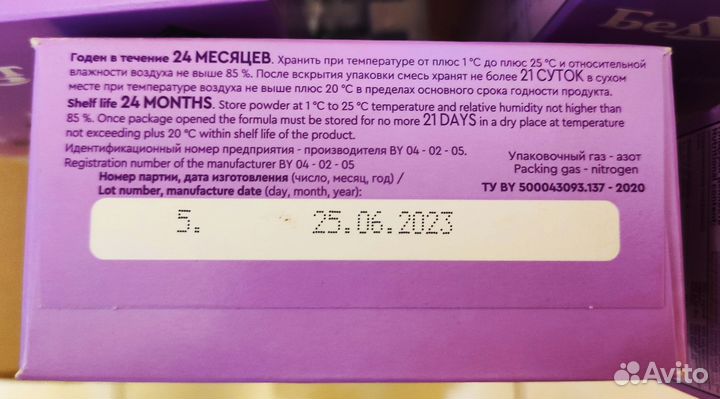 Годен в течение 24 МЕСЯЦЕВ. Хранить при температуре от плюс 1 °С до плюс 25 °С и относительной
влажности воздуха не выше 85 %. После вскрытия упаковки смесь хранят не более 21 СУТОК в сухом
месте при температуре воздуха не выше плюс 20 °С в пределах основного срока годности продукта.
Shelf life 24 MONTHS. Store powder at 1 °C to 25 °C temperature and relative humidity not higher than
85 %. Once package opened the formula must be stored for no more 21 DAYS in a dry place at temperature
not exceeding plus 20 °C within shelf life of the product.
Идентификационный номер предприятия - производителя BY 04 - 02 - 05.
Registration number of the manufacturer BY 04 - 02 - 05
Номер партии, дата изготовления (число, месяц, год) /
Lot number, manufacture date (day, month, year):
Упаковочный газ - азот
Packing gas - nitrogen
ТУ BY 500043093.137 - 2020
5. 25.06.2023
Avito